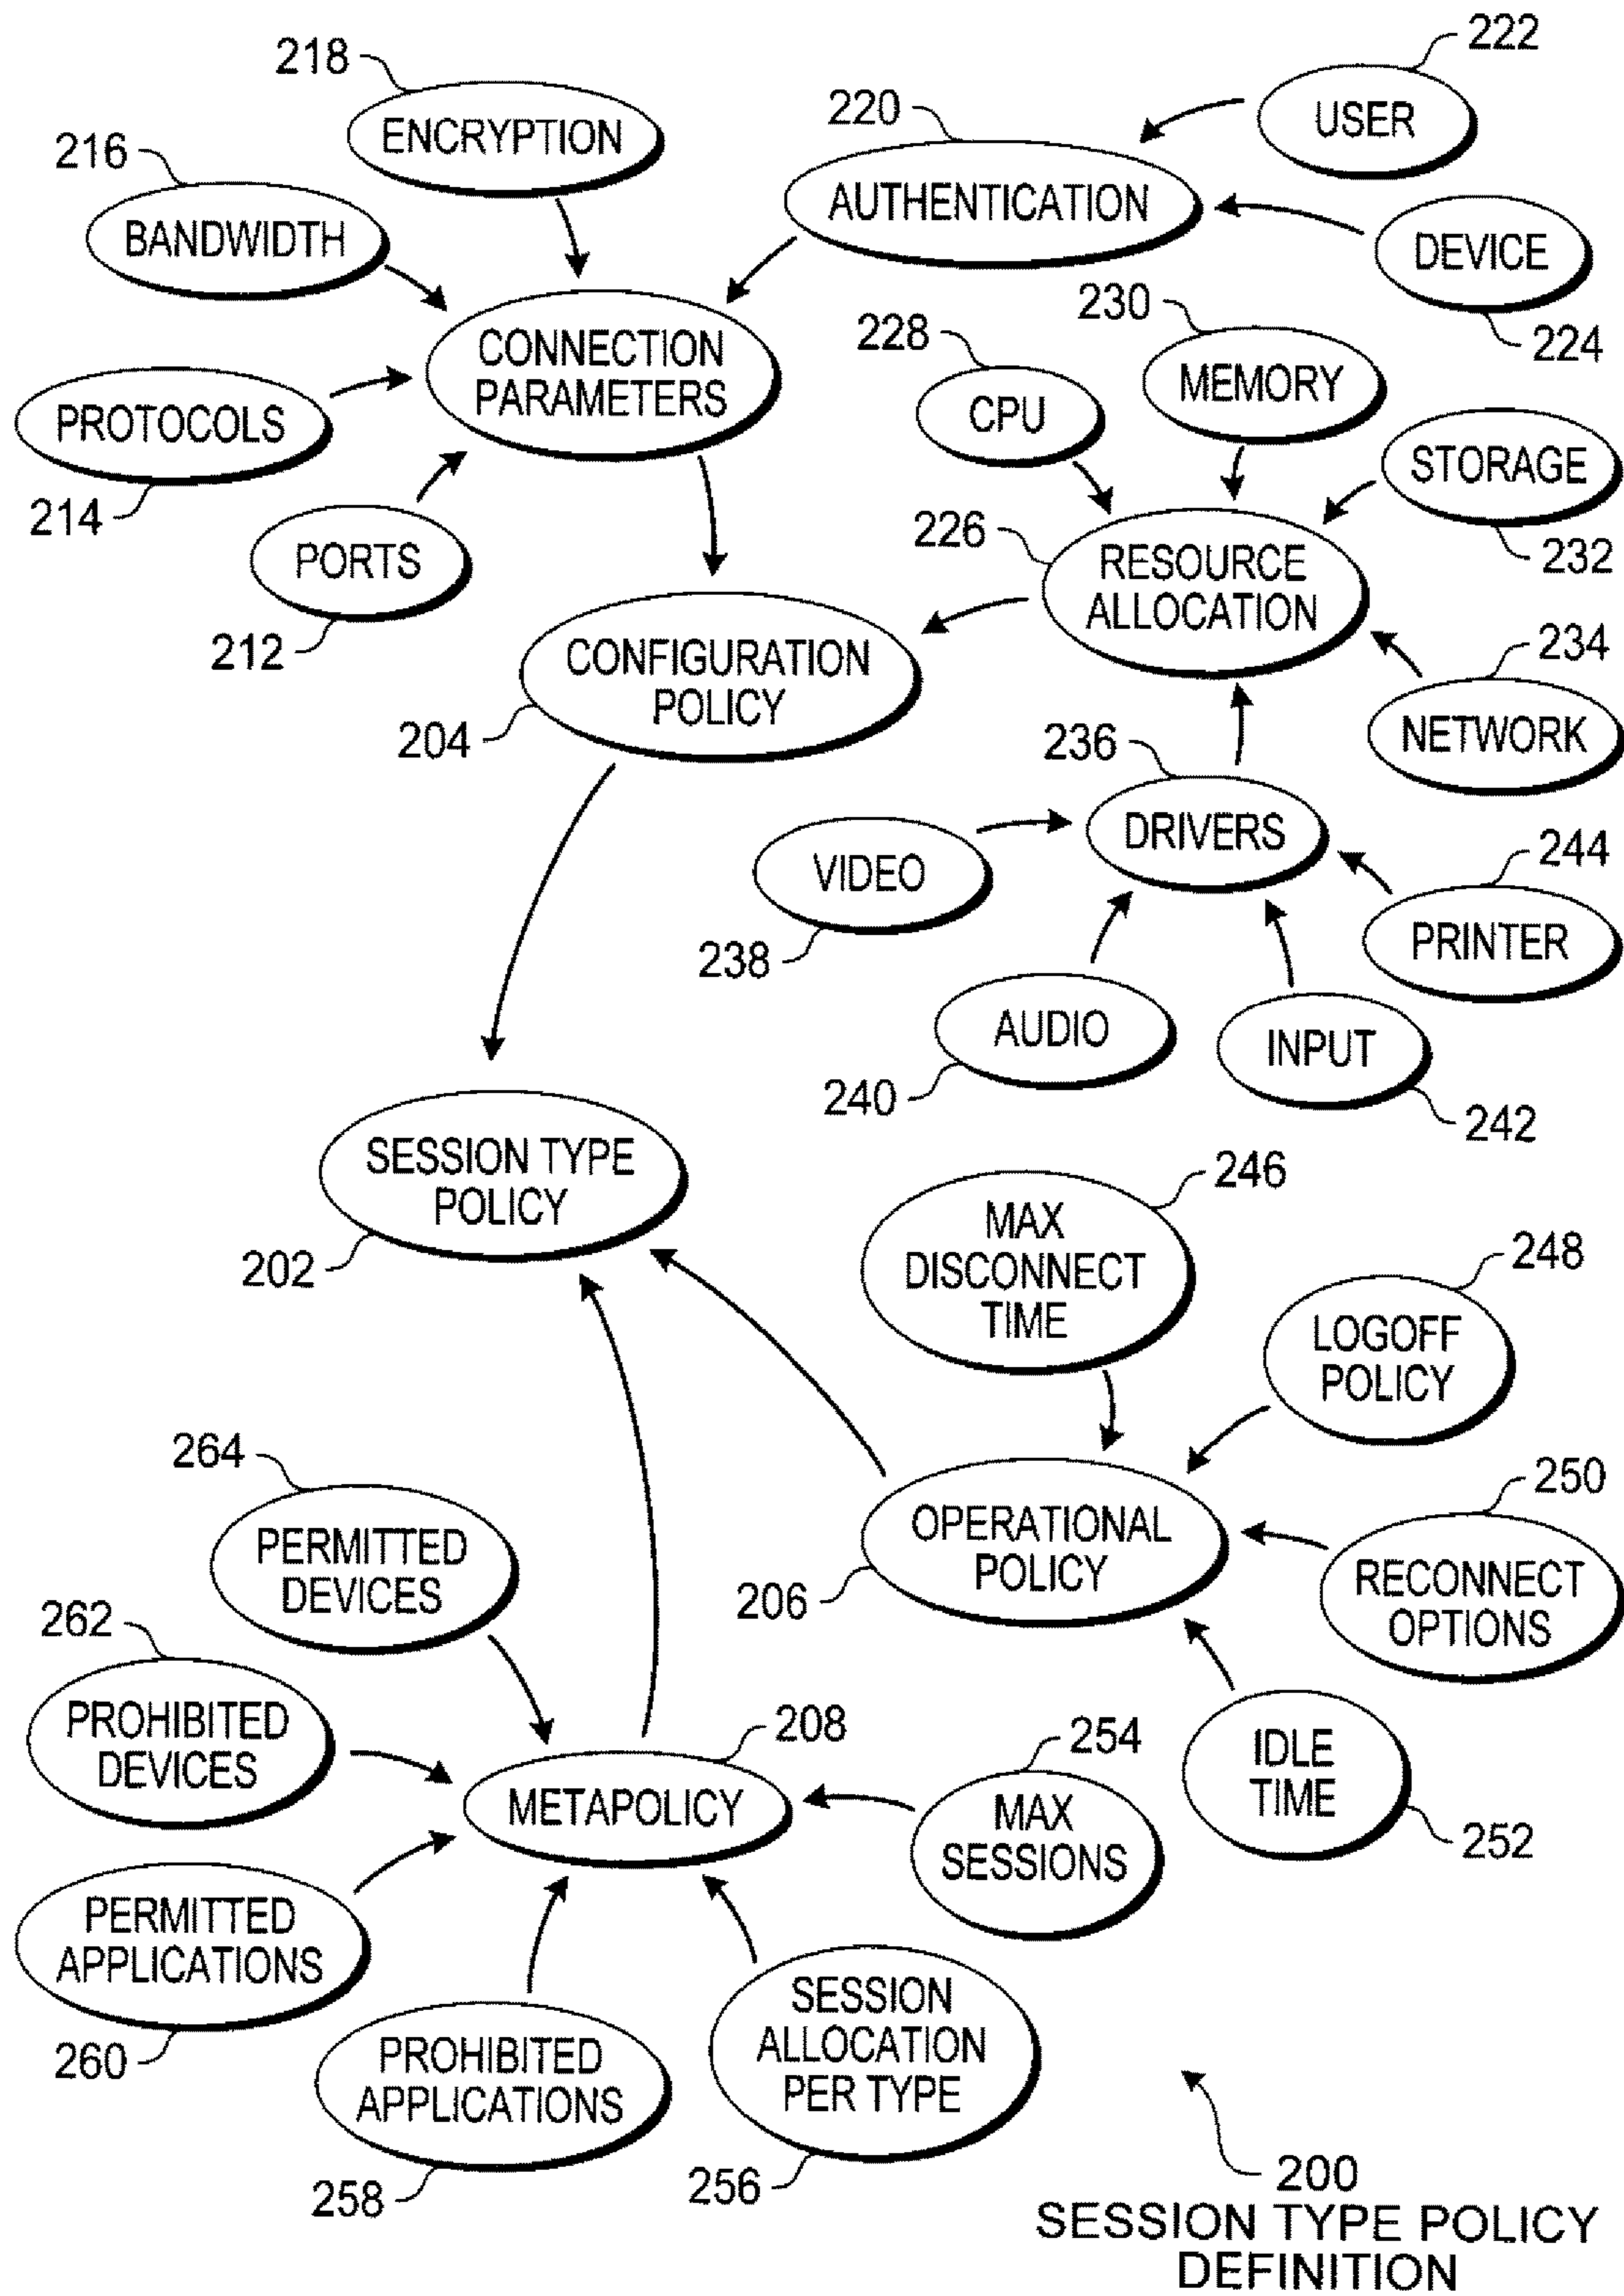 218
ENCRYPTION
222
USER
220
AUTHENTICATION
216
BANDWIDTH
DEVICE
224
CONNECTION
PARAMETERS
230
MEMORY
228
CPU
PROTOCOLS
214
STORAGE
232
PORTS
212
226
RESOURCE
ALLOCATION
CONFIGURATION
POLICY
204
234
NETWORK
236
DRIVERS
VIDEO
238
244
PRINTER
AUDIO
240
INPUT
242
SESSION TYPE
POLICY
202
246
MAX
DISCONNECT
TIME
248
LOGOFF
POLICY
264
PERMITTED
DEVICES
OPERATIONAL
POLICY
206
250
RECONNECT
OPTIONS
262
PROHIBITED
DEVICES
208
METAPOLICY
254
MAX
SESSIONS
IDLE
TIME
252
PERMITTED
APPLICATIONS
260
PROHIBITED
APPLICATIONS
258
SESSION
ALLOCATION
PER TYPE
256
200
SESSION TYPE POLICY
DEFINITION